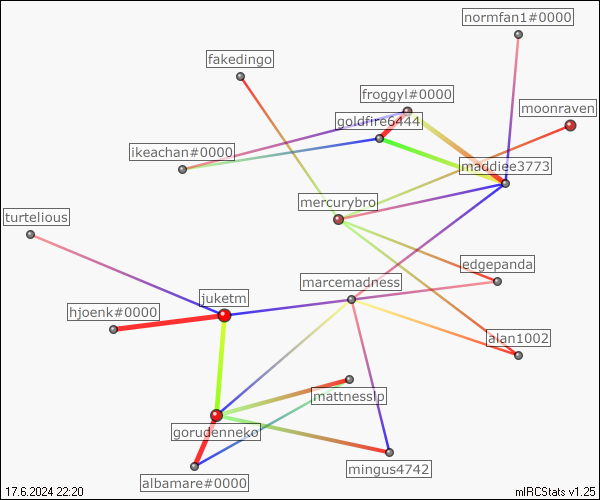 normfan1#0000
fakedingo
froggyl#0000
moonraven
goldfire6444
ikeachan#0000
maddiee3773
mercurybro
turtelious
edgepanda
marcemadness
juketm
hjoenk#0000
alan1002
mattnesslp
gorudenneko
mingus4742
albamare#0000
17.6.2024 22:20
mIRCStats v1.25